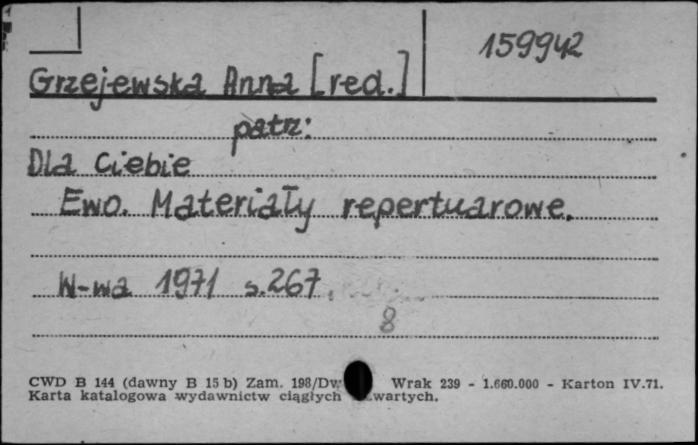 159942
Grzejewska Anna [red.]
patrz:
Dla Ciebie
Ewo. Materiały repertuarowe.
W-wa 1971 s.267
8
CWD B 144 (dawny B 15 b) Zam. 198/Dw Wrak 239 - 1.660.000 - Karton IV.71.
Karta katalogowa wydawnictw ciągłych wartych.